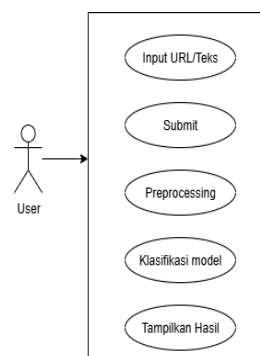 Input URL/Teks
Submit
User
Preprocessing
Klasifikasi model
Tampilkan Hasil